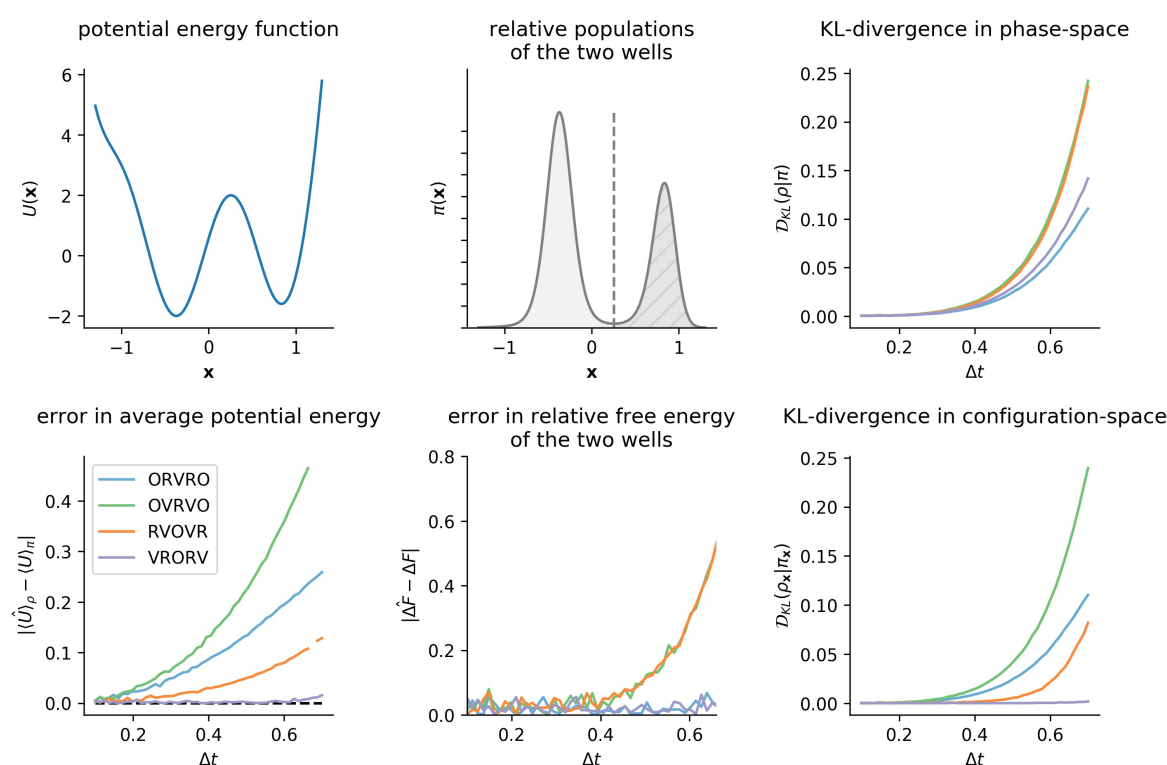 potential energy function
6
4
2
0
−2
U(x)
−1
0
1
x
relative populations
of the two wells
π(x)
−1
0
1
x
KL-divergence in phase-space
0.25
0.20
0.15
0.10
0.05
0.00
𝒟KL(ρ|π)
0.2
0.4
0.6
Δt
error in average potential energy
ORVRO
OVRVO
RVOVR
VRORV
0.4
0.3
0.2
0.1
0.0
|⟨Û⟩ρ − ⟨U⟩π|
0.2
0.4
0.6
Δt
error in relative free energy
of the two wells
0.8
0.6
0.4
0.2
0.0
|ΔF̂ − ΔF|
0.2
0.4
0.6
Δt
KL-divergence in configuration-space
0.25
0.20
0.15
0.10
0.05
0.00
𝒟KL(ρx|πx)
0.2
0.4
0.6
Δt